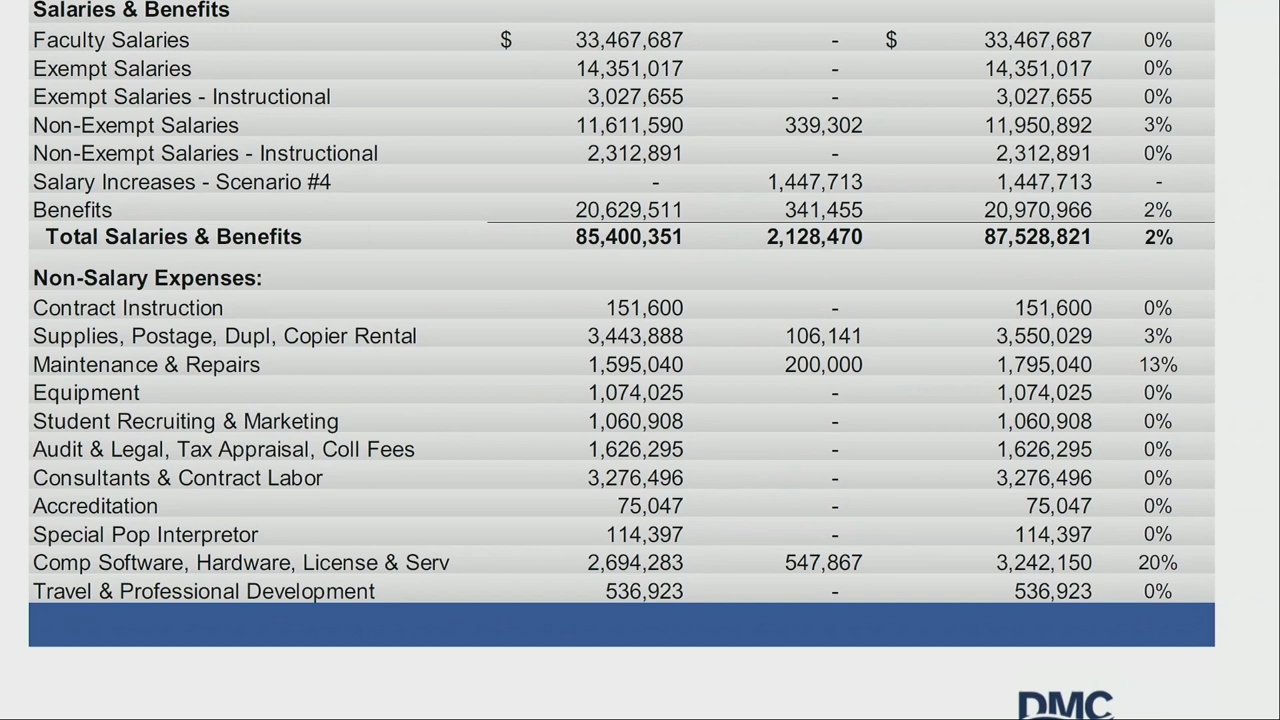 Salaries & Benefits
Faculty Salaries $ 33,467,687 - $ 33,467,687 0%
Exempt Salaries 14,351,017 - 14,351,017 0%
Exempt Salaries - Instructional 3,027,655 - 3,027,655 0%
Non-Exempt Salaries 11,611,590 339,302 11,950,892 3%
Non-Exempt Salaries - Instructional 2,312,891 - 2,312,891 0%
Salary Increases - Scenario #4 - 1,447,713 1,447,713 -
Benefits 20,629,511 341,455 20,970,966 2%
Total Salaries & Benefits 85,400,351 2,128,470 87,528,821 2%
Non-Salary Expenses:
Contract Instruction 151,600 - 151,600 0%
Supplies, Postage, Dupl, Copier Rental 3,443,888 106,141 3,550,029 3%
Maintenance & Repairs 1,595,040 200,000 1,795,040 13%
Equipment 1,074,025 - 1,074,025 0%
Student Recruiting & Marketing 1,060,908 - 1,060,908 0%
Audit & Legal, Tax Appraisal, Coll Fees 1,626,295 - 1,626,295 0%
Consultants & Contract Labor 3,276,496 - 3,276,496 0%
Accreditation 75,047 - 75,047 0%
Special Pop Interpretor 114,397 - 114,397 0%
Comp Software, Hardware, License & Serv 2,694,283 547,867 3,242,150 20%
Travel & Professional Development 536,923 - 536,923 0%
DMC